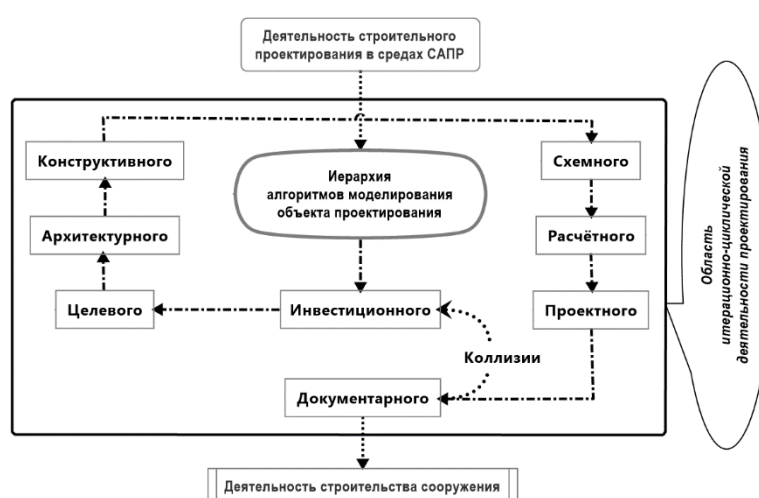 Деятельность строительного
проектирования в средах САПР
Конструктивного
Иерархия
алгоритмов моделирования
объекта проектирования
Схемного
Архитектурного
Расчётного
Целевого
Инвестиционного
Проектного
Коллизии
Документарного
Деятельность строительства сооружения
Область
итерационно-циклической
деятельности проектирования